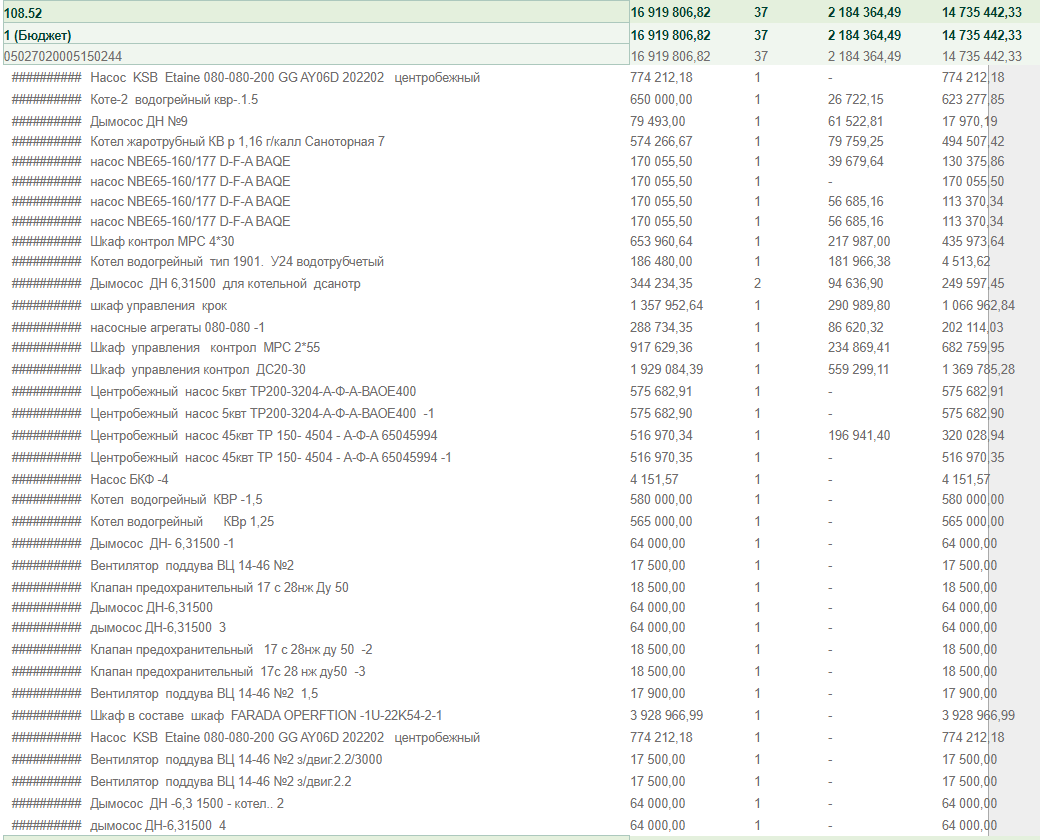 108.52 16 919 806,82 37 2 184 364,49 14 735 442,33
1 (Бюджет) 16 919 806,82 37 2 184 364,49 14 735 442,33
05027020005150244 16 919 806,82 37 2 184 364,49 14 735 442,33
########## Насос KSB Etaine 080-080-200 GG AY06D 202202 центробежный 774 212,18 1 - 774 212,18
########## Коте-2 водогрейный квр-.1.5 650 000,00 1 26 722,15 623 277,85
########## Дымосос ДН №9 79 493,00 1 61 522,81 17 970,19
########## Котел жаротрубный КВ р 1,16 г/калл Саноторная 7 574 266,67 1 79 759,25 494 507,42
########## насос NBE65-160/177 D-F-A BAQE 170 055,50 1 39 679,64 130 375,86
########## насос NBE65-160/177 D-F-A BAQE 170 055,50 1 - 170 055,50
########## насос NBE65-160/177 D-F-A BAQE 170 055,50 1 56 685,16 113 370,34
########## насос NBE65-160/177 D-F-A BAQE 170 055,50 1 56 685,16 113 370,34
########## Шкаф контрол МРС 4*30 653 960,64 1 217 987,00 435 973,64
########## Котел водогрейный тип 1901. У24 водотрубчетый 186 480,00 1 181 966,38 4 513,62
########## Дымосос ДН 6,31500 для котельной дсанотр 344 234,35 2 94 636,90 249 597,45
########## шкаф управления крок 1 357 952,64 1 290 989,80 1 066 962,84
########## насосные агрегаты 080-080 -1 288 734,35 1 86 620,32 202 114,03
########## Шкаф управления контрол МРС 2*55 917 629,36 1 234 869,41 682 759,95
########## Шкаф управления контрол ДС20-30 1 929 084,39 1 559 299,11 1 369 785,28
########## Центробежный насос 5квт ТР200-3204-А-Ф-А-ВАОЕ400 575 682,91 1 - 575 682,91
########## Центробежный насос 5квт ТР200-3204-А-Ф-А-ВАОЕ400 -1 575 682,90 1 - 575 682,90
########## Центробежный насос 45квт ТР 150- 4504 - А-Ф-А 65045994 516 970,34 1 196 941,40 320 028,94
########## Центробежный насос 45квт ТР 150- 4504 - А-Ф-А 65045994 -1 516 970,35 1 - 516 970,35
########## Насос БКФ -4 4 151,57 1 - 4 151,57
########## Котел водогрейный КВР -1,5 580 000,00 1 - 580 000,00
########## Котел водогрейный КВр 1,25 565 000,00 1 - 565 000,00
########## Дымосос ДН- 6,31500 -1 64 000,00 1 - 64 000,00
########## Вентилятор поддува ВЦ 14-46 №2 17 500,00 1 - 17 500,00
########## Клапан предохранительный 17 с 28нж Ду 50 18 500,00 1 - 18 500,00
########## Дымосос ДН-6,31500 64 000,00 1 - 64 000,00
########## дымосос ДН-6,31500 3 64 000,00 1 - 64 000,00
########## Клапан предохранительный 17 с 28нж ду 50 -2 18 500,00 1 - 18 500,00
########## Клапан предохранительный 17с 28 нж ду50 -3 18 500,00 1 - 18 500,00
########## Вентилятор поддува ВЦ 14-46 №2 1,5 17 900,00 1 - 17 900,00
########## Шкаф в составе шкаф FARADA OPERFTION -1U-22K54-2-1 3 928 966,99 1 - 3 928 966,99
########## Насос KSB Etaine 080-080-200 GG AY06D 202202 центробежный 774 212,18 1 - 774 212,18
########## Вентилятор поддува ВЦ 14-46 №2 з/двиг.2.2/3000 17 500,00 1 - 17 500,00
########## Вентилятор поддува ВЦ 14-46 №2 з/двиг.2.2 17 500,00 1 - 17 500,00
########## Дымосос ДН -6,3 1500 - котел.. 2 64 000,00 1 - 64 000,00
########## дымосос ДН-6,31500 4 64 000,00 1 - 64 000,00